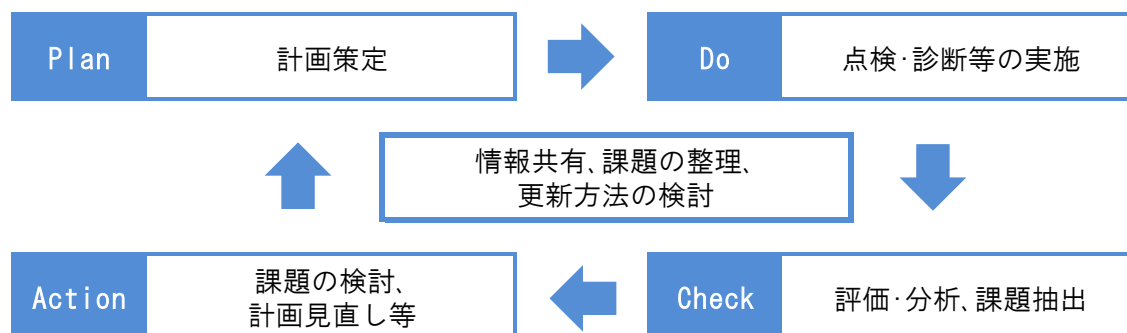 Plan
計画策定
Do
点検・診断等の実施
情報共有、課題の整理、
更新方法の検討
Action
課題の検討、
計画見直し等
Check
評価・分析、課題抽出